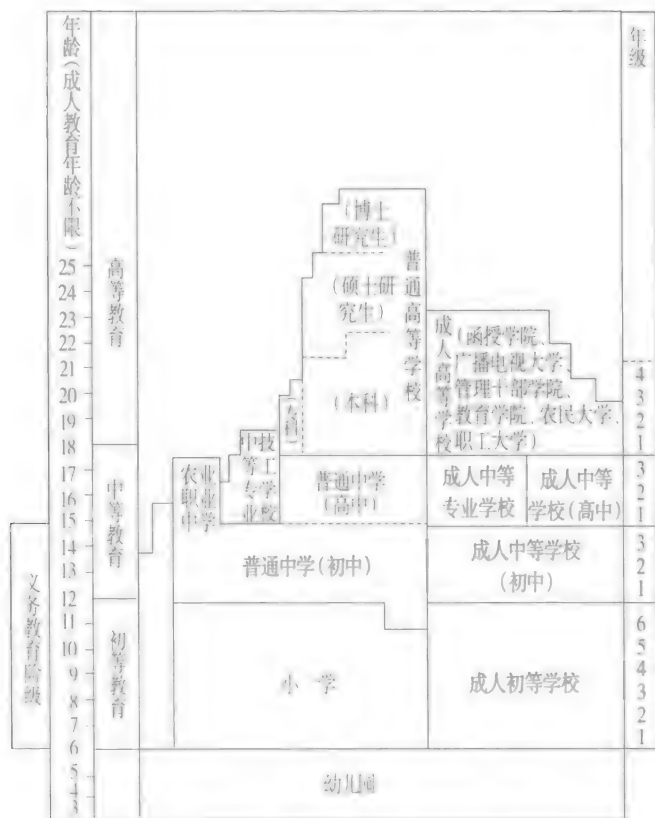 年龄(成人教育年龄不限)
年级
高等教育
中等教育
初等教育
义务教育阶级
25
24
23
22
21
20
19
18
17
16
15
14
13
12
11
10
9
8
7
6
5
4
3
(博士
研究生)
(硕士研
究生)
(本科)
(专科)
普通高等学校
成人高等学校
(函授学院、
广播电视大学、
管理干部学院、
教育学院、农民大学、
职工大学)
农职中
业业学
中等专业
技工学校
普通中学
(高中)
成人中等
专业学校
成人中等
学校(高中)
普通中学(初中)
成人中等学校
(初中)
小 学
成人初等学校
幼儿园
4
3
2
1
3
2
1
3
2
1
6
5
4
3
2
1